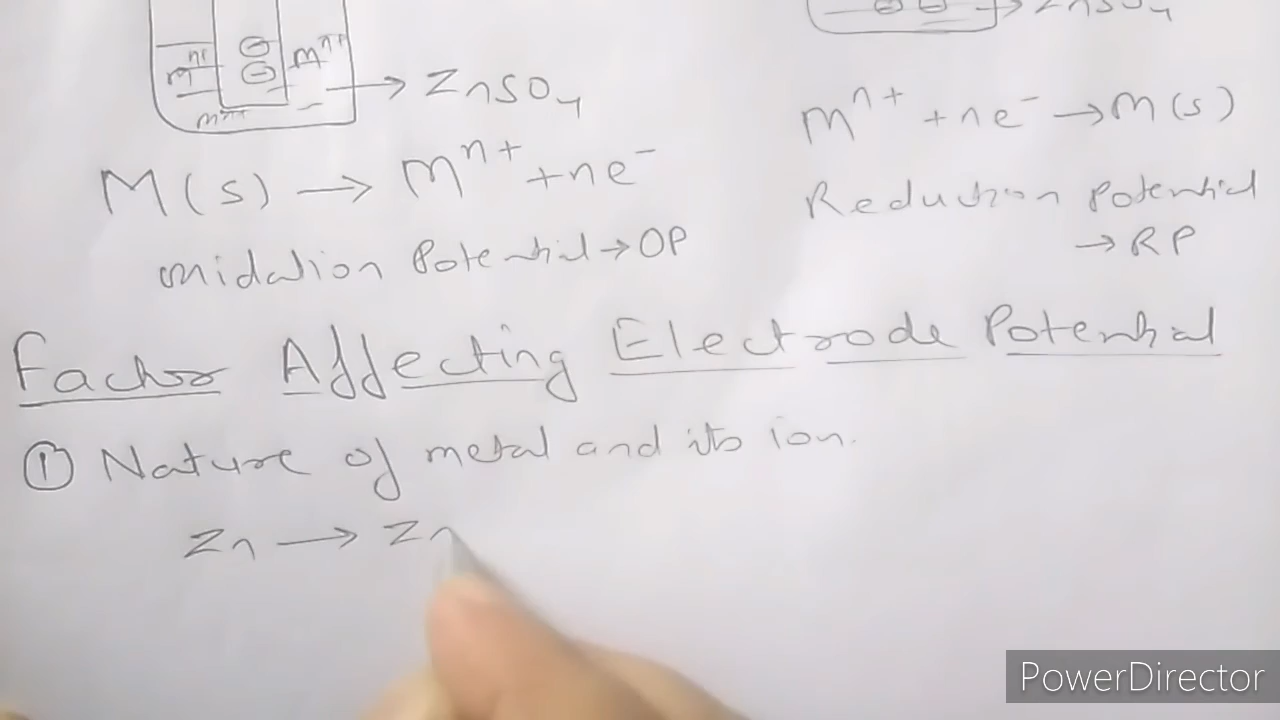 M^n+ M^n+
M^n+
→ ZnSO4
→ ZnSO4
M(s) → M^n+ + ne^-
oxidation Potential → OP
M^n+ + ne^- → M(s)
Reduction Potential
→ RP
Factor Affecting Electrode Potential
① Nature of metal and its ion.
Zn → Zn
PowerDirector